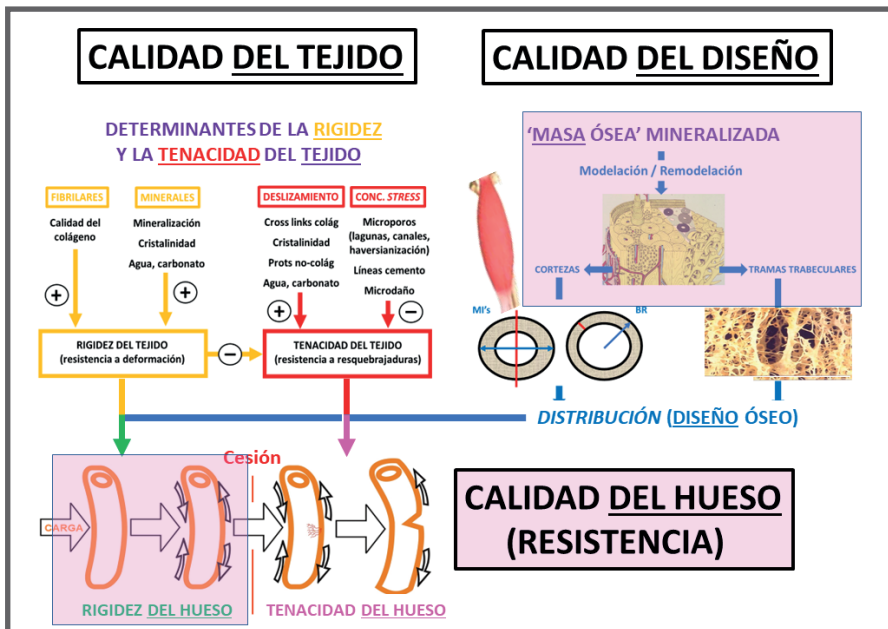 CALIDAD DEL TEJIDO
CALIDAD DEL DISEÑO
DETERMINANTES DE LA RIGIDEZ
Y LA TENACIDAD DEL TEJIDO
FIBRILARES
Calidad del
colágeno
MINERALES
Mineralización
Cristalinidad
Agua, carbonato
DESLIZAMIENTO
Cross links colág
Cristalinidad
Prots no-colág
Agua, carbonato
CONC. STRESS
Microporos
(lagunas, canales,
haversianización)
Líneas cemento
Microdaño
+
+
+
−
RIGIDEZ DEL TEJIDO
(resistencia a deformación)
−
TENACIDAD DEL TEJIDO
(resistencia a resquebrajaduras)
‘MASA ÓSEA’ MINERALIZADA
Modelación / Remodelación
CORTEZAS
TRAMAS TRABECULARES
MI's
BR
DISTRIBUCIÓN (DISEÑO ÓSEO)
Cesión
CARGA
RIGIDEZ DEL HUESO
TENACIDAD DEL HUESO
CALIDAD DEL HUESO
(RESISTENCIA)